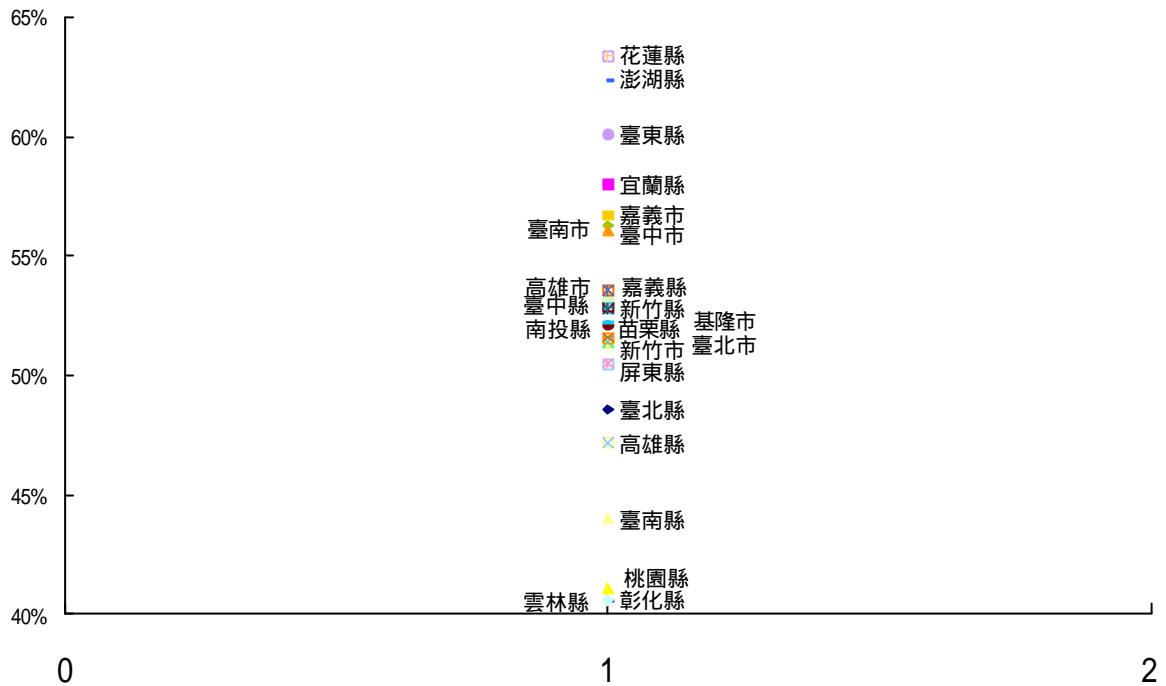 65%
花蓮縣
澎湖縣
60%
臺東縣
宜蘭縣
嘉義市
臺南市
臺中市
55%
高雄市 嘉義縣
臺中縣 新竹縣
基隆市
南投縣 苗栗縣
臺北市
新竹市
50%
屏東縣
臺北縣
高雄縣
45%
臺南縣
桃園縣
雲林縣 彰化縣
40%
0 1 2